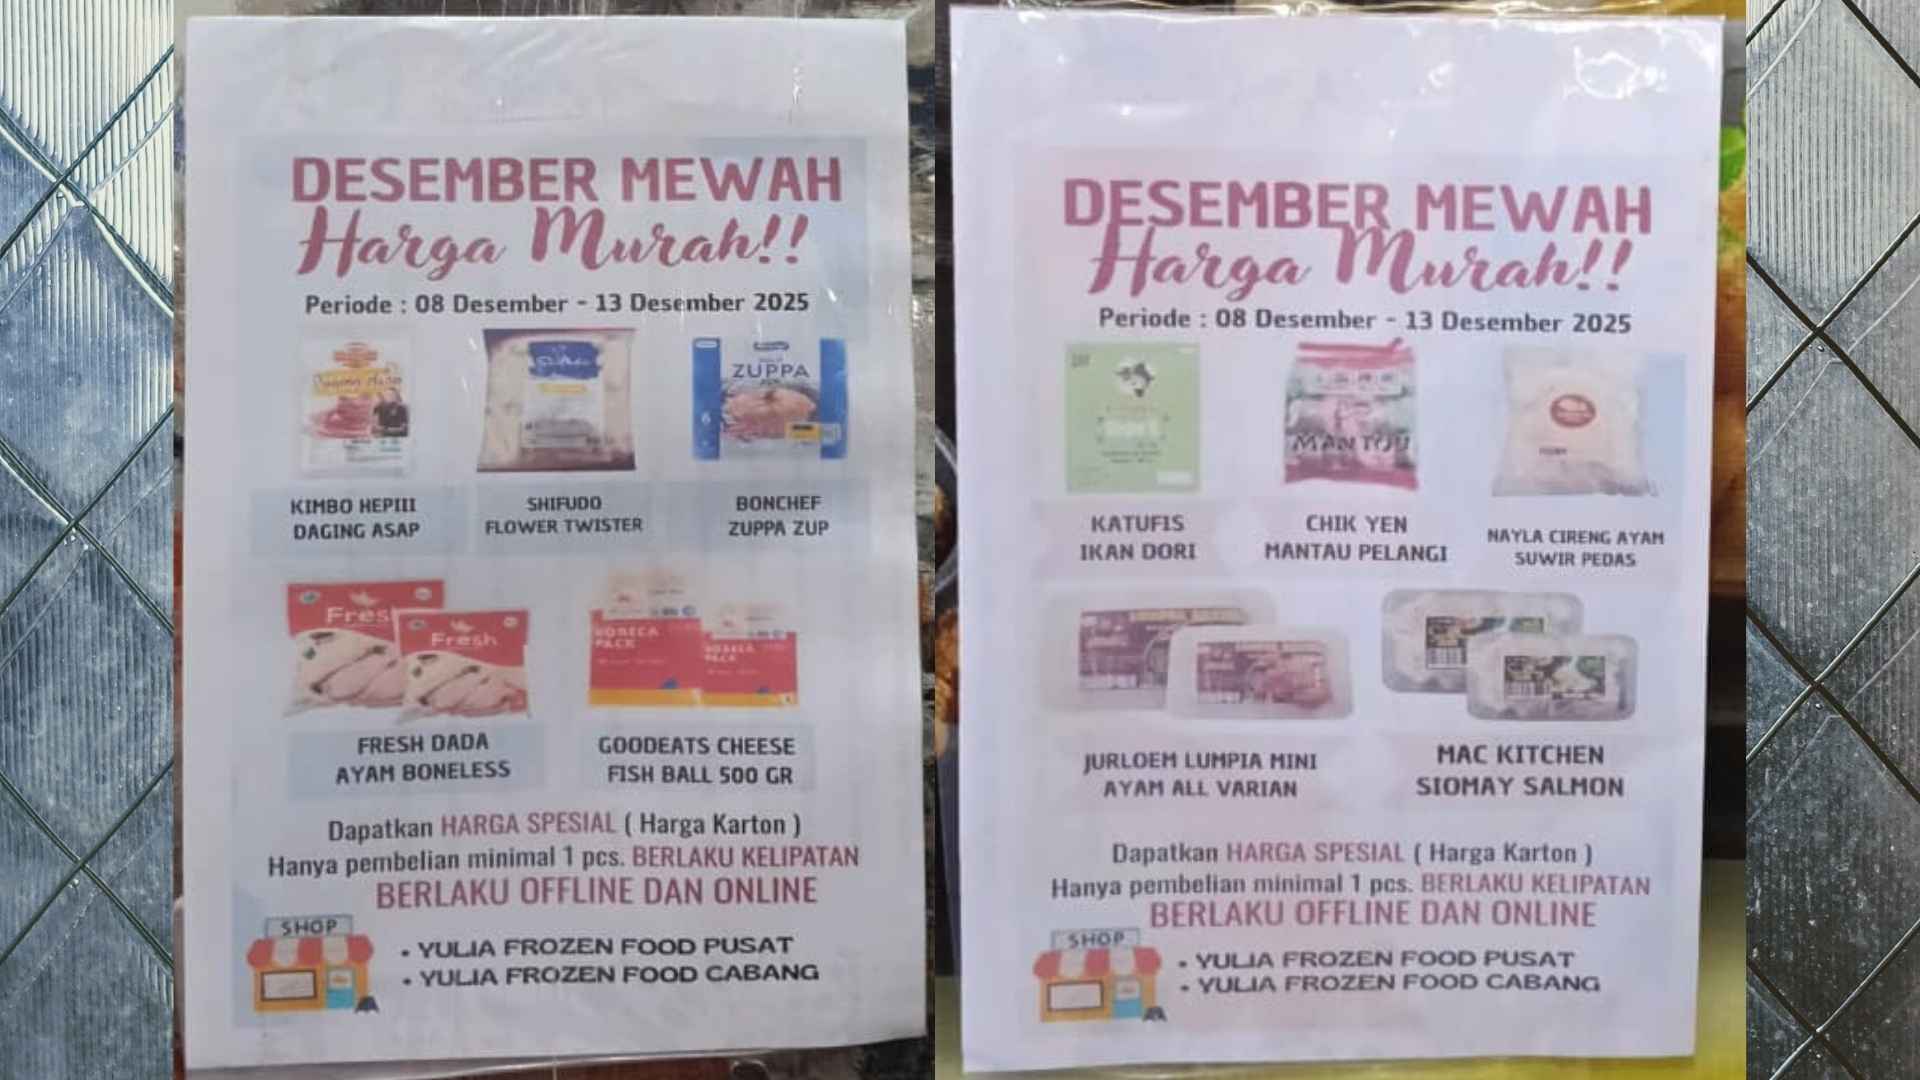 DESEMBER MEWAH
Harga Murah!!
Periode : 08 Desember - 13 Desember 2025
ZUPPA
KIMBO HEPIII
DAGING ASAP
SHIFUDO
FLOWER TWISTER
BONCHEF
ZUPPA ZUP
Fresh
Fresh
HORECA
PACK
HORECA
PACK
FRESH DADA
AYAM BONELESS
GOODEATS CHEESE
FISH BALL 500 GR
Dapatkan HARGA SPESIAL ( Harga Karton )
Hanya pembelian minimal 1 pcs. BERLAKU KELIPATAN
BERLAKU OFFLINE DAN ONLINE
SHOP
• YULIA FROZEN FOOD PUSAT
• YULIA FROZEN FOOD CABANG
DESEMBER MEWAH
Harga Murah!!
Periode : 08 Desember - 13 Desember 2025
MANTOU
KATUFIS
IKAN DORI
CHIK YEN
MANTAU PELANGI
NAYLA CIRENG AYAM
SUWIR PEDAS
JURLOEM LUMPIA MINI
AYAM ALL VARIAN
MAC KITCHEN
SIOMAY SALMON
Dapatkan HARGA SPESIAL ( Harga Karton )
Hanya pembelian minimal 1 pcs. BERLAKU KELIPATAN
BERLAKU OFFLINE DAN ONLINE
SHOP
• YULIA FROZEN FOOD PUSAT
• YULIA FROZEN FOOD CABANG